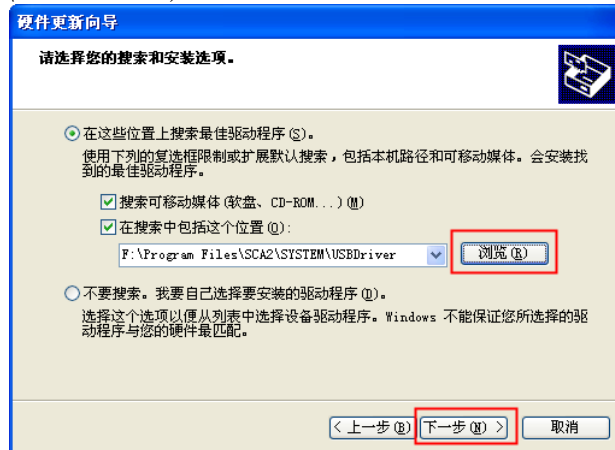 硬件更新向导
请选择您的搜索和安装选项。
在这些位置上搜索最佳驱动程序(S)。
使用下列的复选框限制或扩展默认搜索，包括本机路径和可移动媒体。会安装找
到的最佳驱动程序。
搜索可移动媒体(软盘、CD-ROM...)(M)
在搜索中包括这个位置(O):
F:\Program Files\SCA2\SYSTEM\USBDriver 浏览(R)
不要搜索。我要自己选择要安装的驱动程序(D)。
选择这个选项以便从列表中选择设备驱动程序。Windows 不能保证您所选择的驱
动程序与您的硬件最匹配。
< 上一步(B) 下一步(N) > 取消